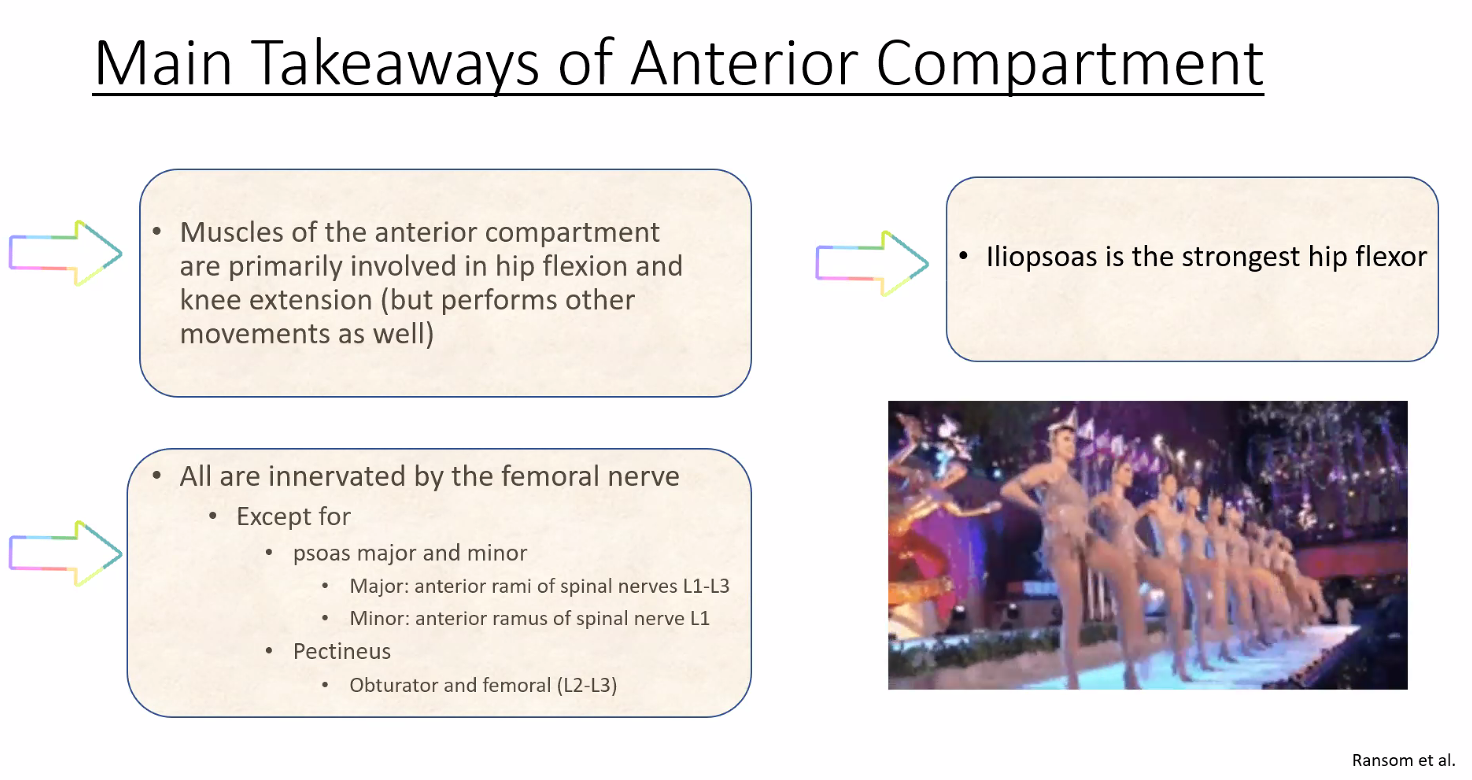 Main Takeaways of Anterior Compartment
• Muscles of the anterior compartment
are primarily involved in hip flexion and
knee extension (but performs other
movements as well)
• Iliopsoas is the strongest hip flexor
• All are innervated by the femoral nerve
• Except for
• psoas major and minor
• Major: anterior rami of spinal nerves L1-L3
• Minor: anterior ramus of spinal nerve L1
• Pectineus
• Obturator and femoral (L2-L3)
Ransom et al.